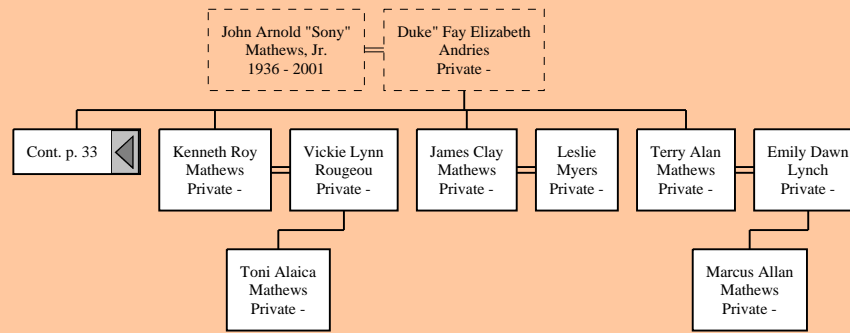 John Arnold "Sony"
Mathews, Jr.
1936 - 2001
Duke" Fay Elizabeth
Andries
Private -
Cont. p. 33
Kenneth Roy
Mathews
Private -
Vickie Lynn
Rougeou
Private -
James Clay
Mathews
Private -
Leslie
Myers
Private -
Terry Alan
Mathews
Private -
Emily Dawn
Lynch
Private -
Toni Alaica
Mathews
Private -
Marcus Allan
Mathews
Private -